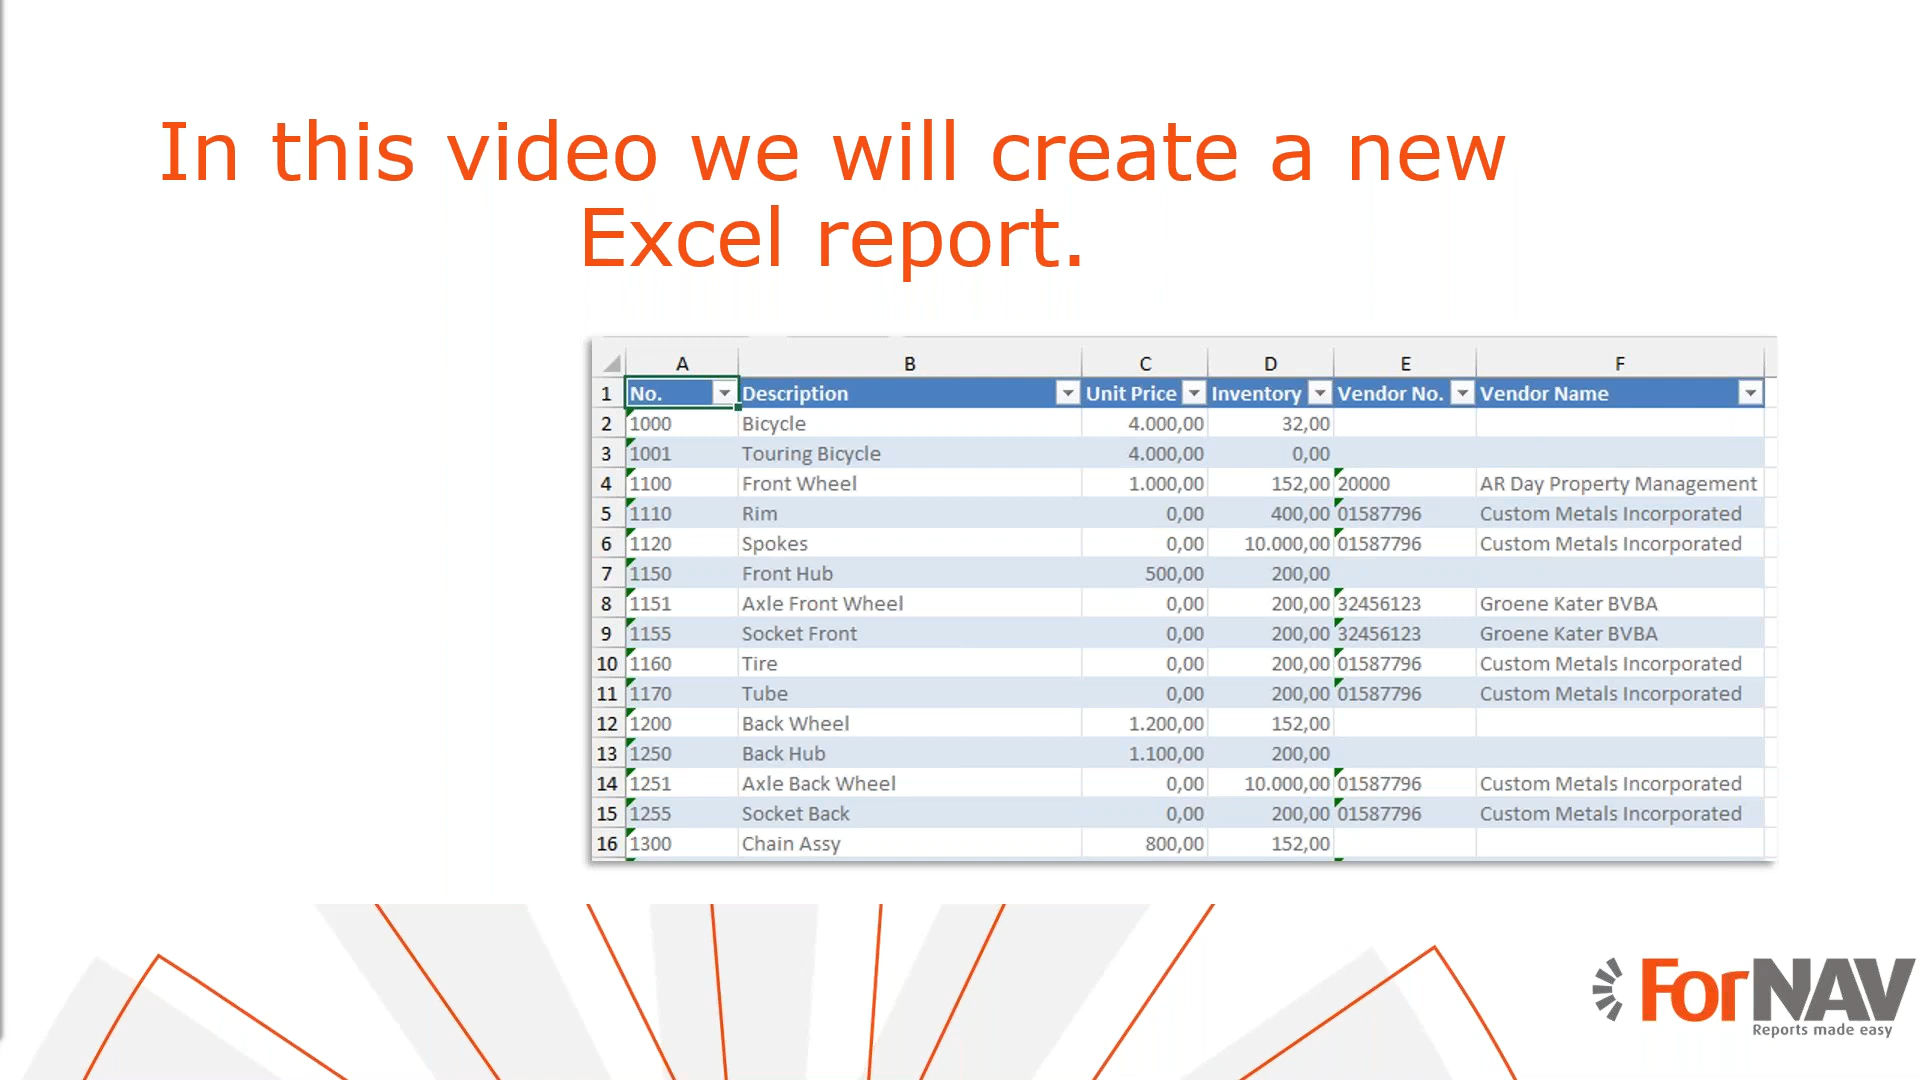 In this video we will create a new
Excel report.
A B C D E F
1 No. Description Unit Price Inventory Vendor No. Vendor Name
2 1000 Bicycle 4.000,00 32,00
3 1001 Touring Bicycle 4.000,00 0,00
4 1100 Front Wheel 1.000,00 152,00 20000 AR Day Property Management
5 1110 Rim 0,00 400,00 01587796 Custom Metals Incorporated
6 1120 Spokes 0,00 10.000,00 01587796 Custom Metals Incorporated
7 1150 Front Hub 500,00 200,00
8 1151 Axle Front Wheel 0,00 200,00 32456123 Groene Kater BVBA
9 1155 Socket Front 0,00 200,00 32456123 Groene Kater BVBA
10 1160 Tire 0,00 200,00 01587796 Custom Metals Incorporated
11 1170 Tube 0,00 200,00 01587796 Custom Metals Incorporated
12 1200 Back Wheel 1.200,00 152,00
13 1250 Back Hub 1.100,00 200,00
14 1251 Axle Back Wheel 0,00 10.000,00 01587796 Custom Metals Incorporated
15 1255 Socket Back 0,00 200,00 01587796 Custom Metals Incorporated
16 1300 Chain Assy 800,00 152,00
ForNAV
Reports made easy